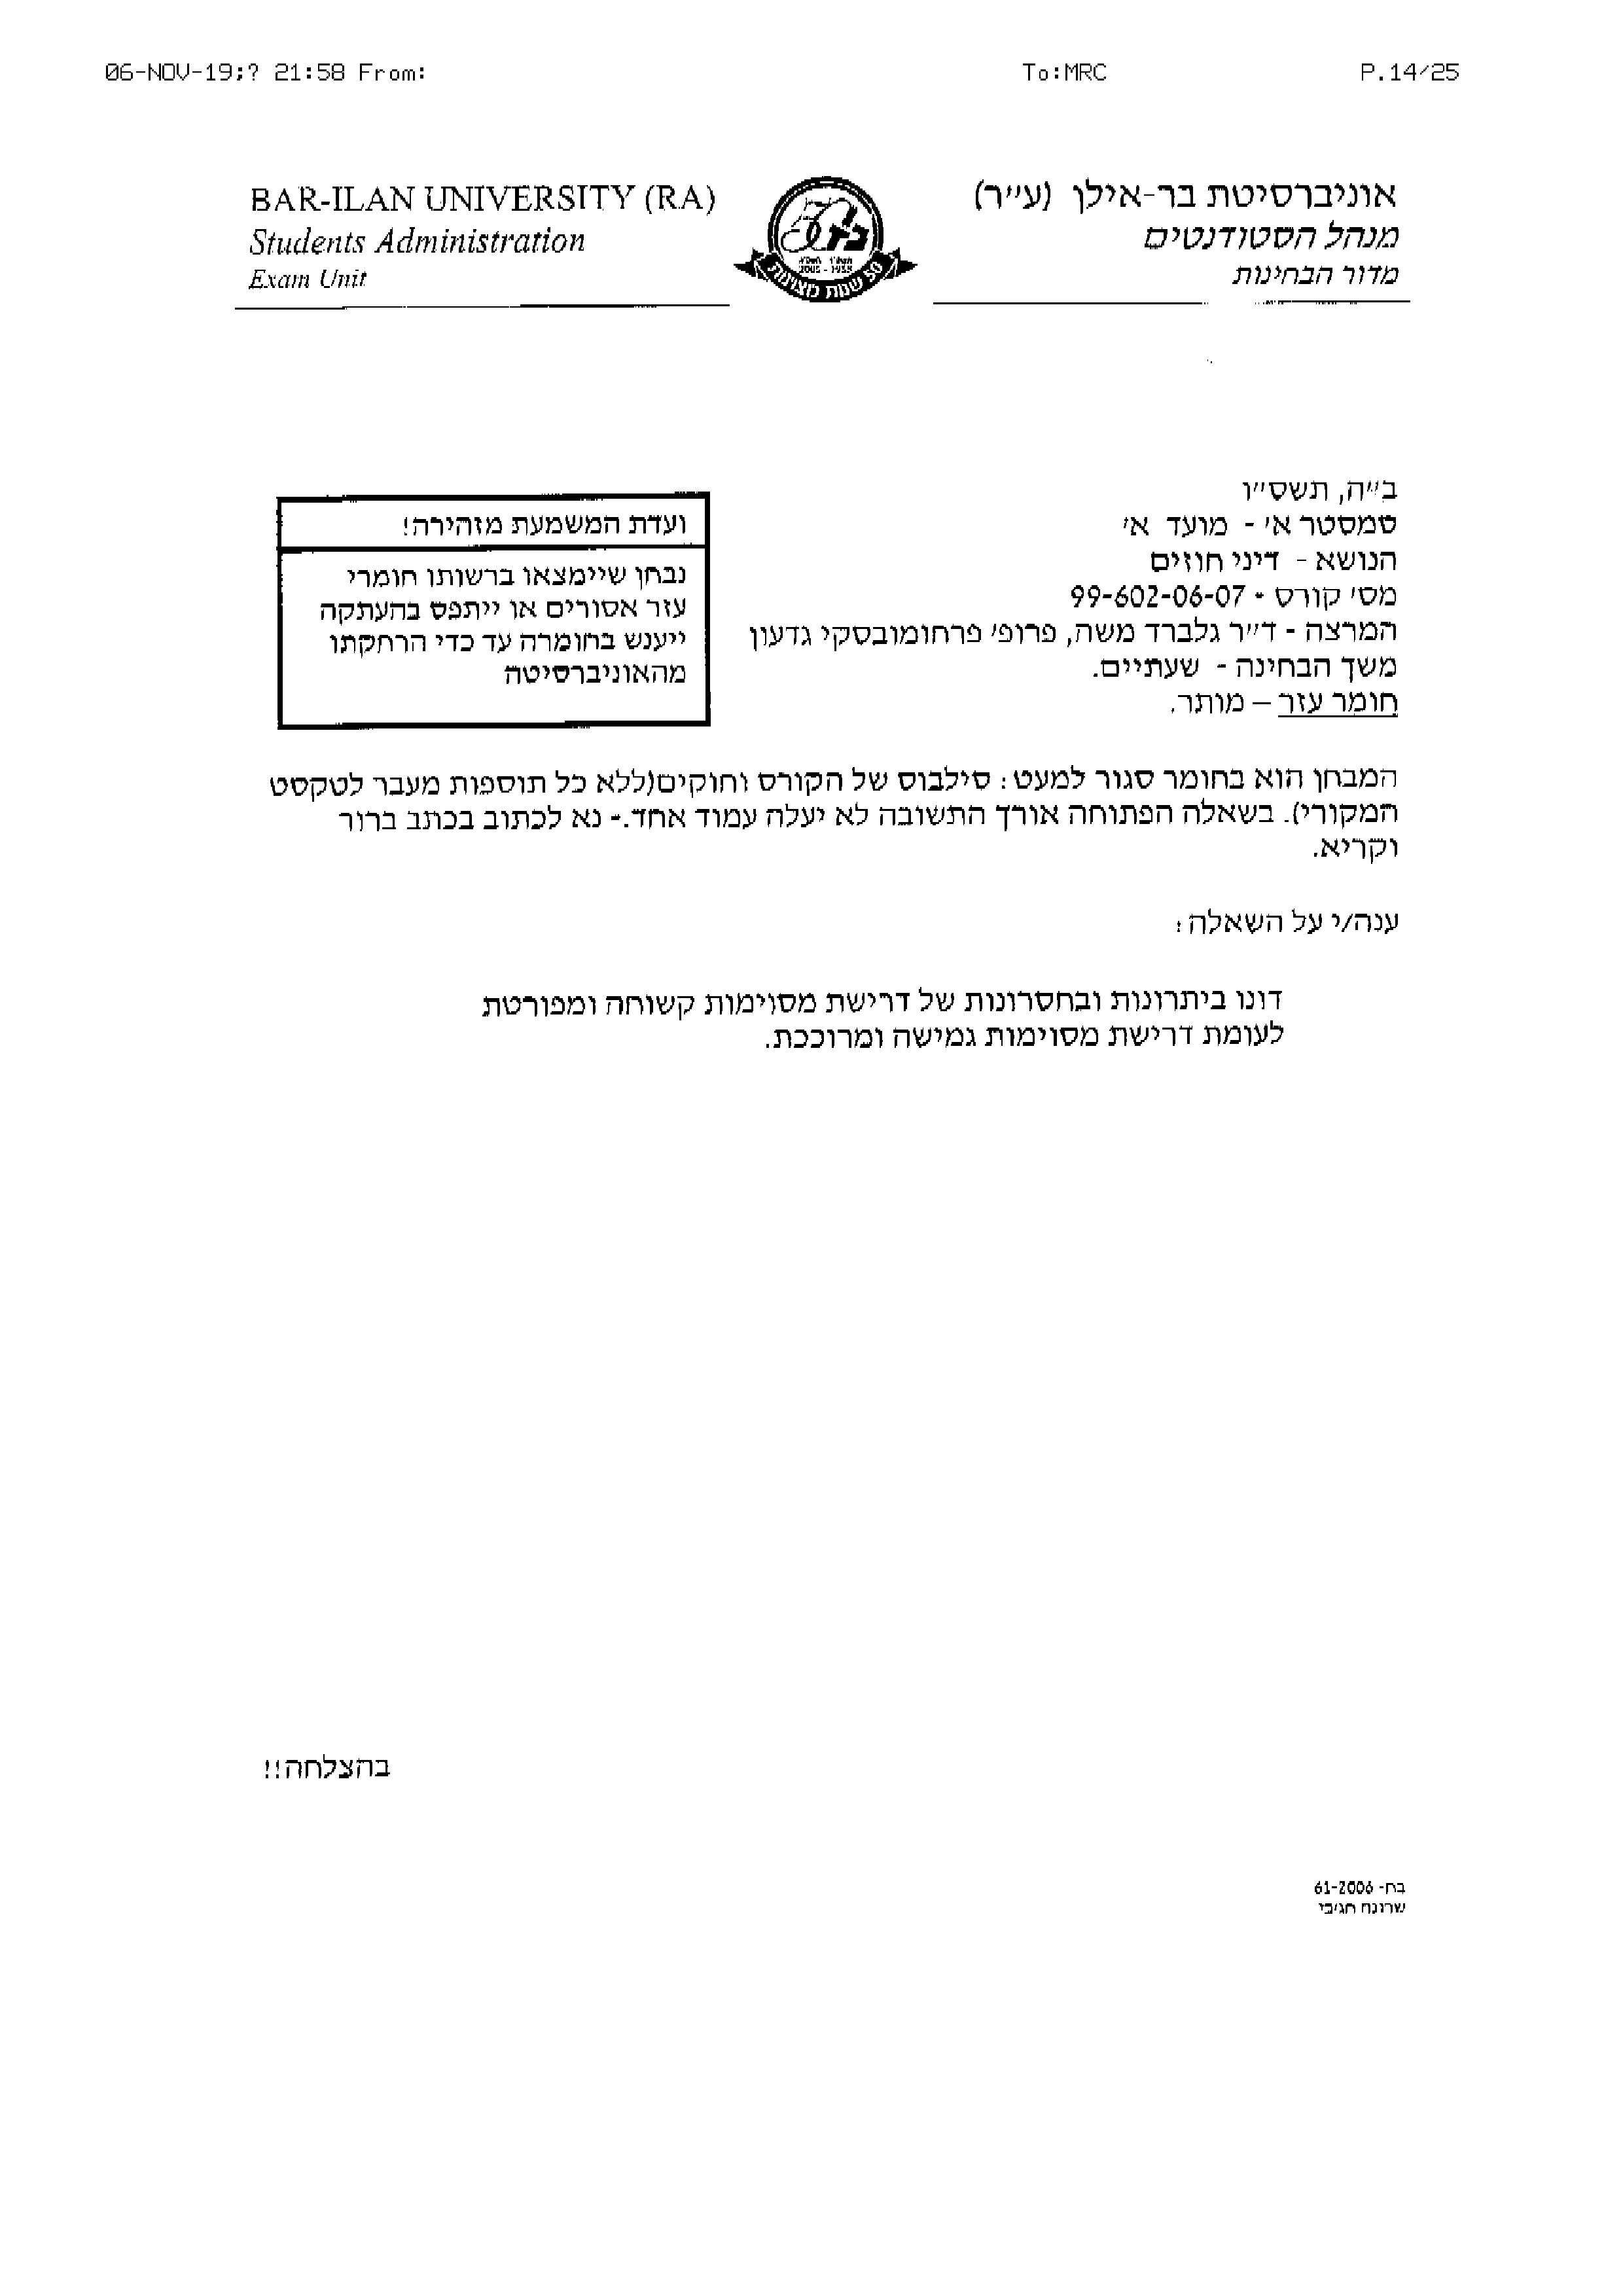 06-NOV-19;? 21:58 From: To:MRC P.14/25
BAR-ILAN UNIVERSITY (RA)
Students Administration
Exam Unit
50 שנות מצוינות
אוניברסיטת בר-אילן (ע״ר)
מנהל הסטודנטים
מדור הבחינות
ב״ה, תשס״ו
סמסטר א׳ - מועד א׳
הנושא - דיני חוזים
מס׳ קורס - 99-602-06-07
המרצה - ד״ר גלברד משה, פרופ׳ פרחומובסקי גדעון
משך הבחינה - שעתיים.
חומר עזר – מותר.
ועדת המשמעת מזהירה!
נבחן שיימצאו ברשותו חומרי
עזר אסורים או ייתפס בהעתקה
ייענש בחומרה עד כדי הרחקתו
מהאוניברסיטה
המבחן הוא בחומר סגור למעט: סילבוס של הקורס וחוקים(ללא כל תוספות מעבר לטקסט
המקורי). בשאלה הפתוחה אורך התשובה לא יעלה עמוד אחד.- נא לכתוב בכתב ברור
וקריא.
ענה/י על השאלה:
דונו ביתרונות ובחסרונות של דרישת מסוימות קשוחה ומפורטת
לעומת דרישת מסוימות גמישה ומרוככת.
בהצלחה!!
בח- 61-2006
שרונה חג׳בי